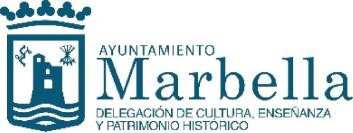 AYUNTAMIENTO
Marbella
DELEGACIÓN DE CULTURA, ENSEÑANZA
Y PATRIMONIO HISTÓRICO